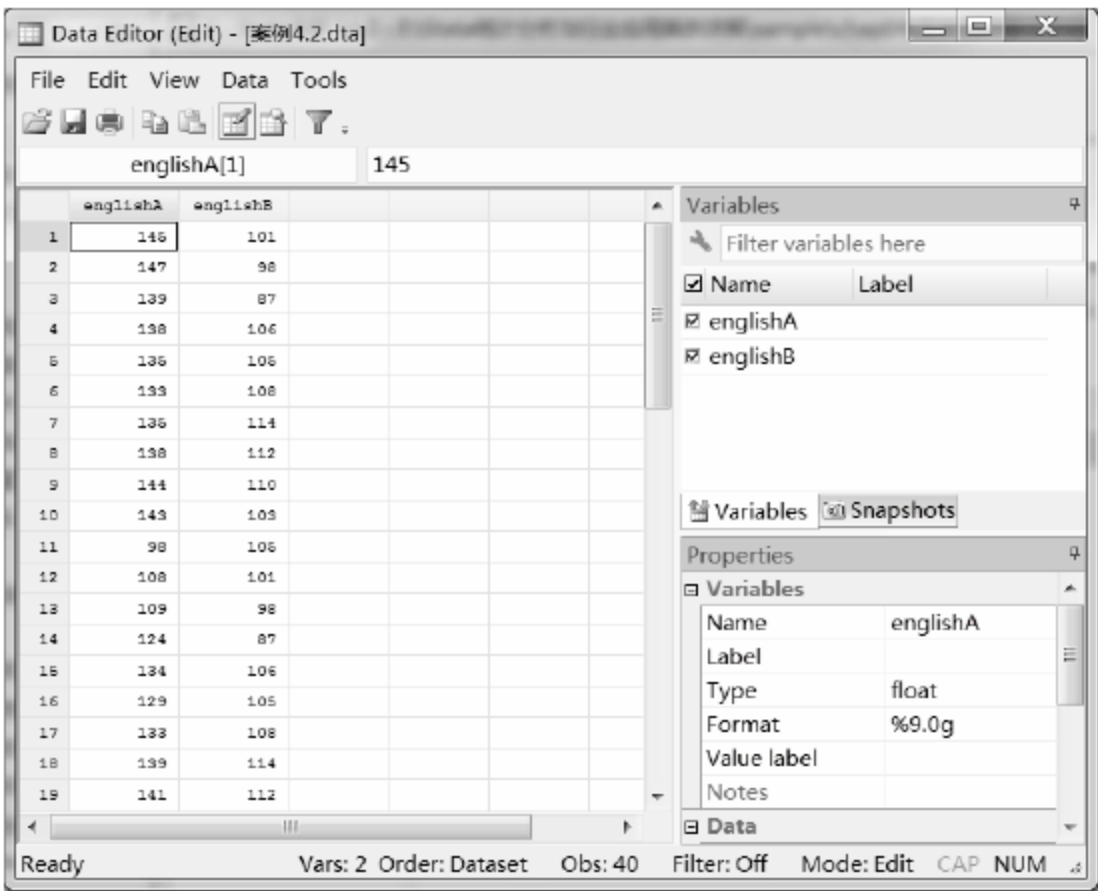 Data Editor (Edit) - [案例4.2.dta]
File Edit View Data Tools
englishA[1] 145
englishA englishB
1 145 101
2 147 98
3 139 87
4 138 106
5 135 105
6 133 108
7 135 114
8 138 112
9 144 110
10 143 103
11 98 105
12 108 101
13 109 98
14 124 87
15 134 106
16 129 105
17 133 108
18 139 114
19 141 112
Variables
Filter variables here
Name Label
englishA
englishB
Variables Snapshots
Properties
Variables
Name englishA
Label
Type float
Format %9.0g
Value label
Notes
Data
Ready Vars: 2 Order: Dataset Obs: 40 Filter: Off Mode: Edit CAP NUM